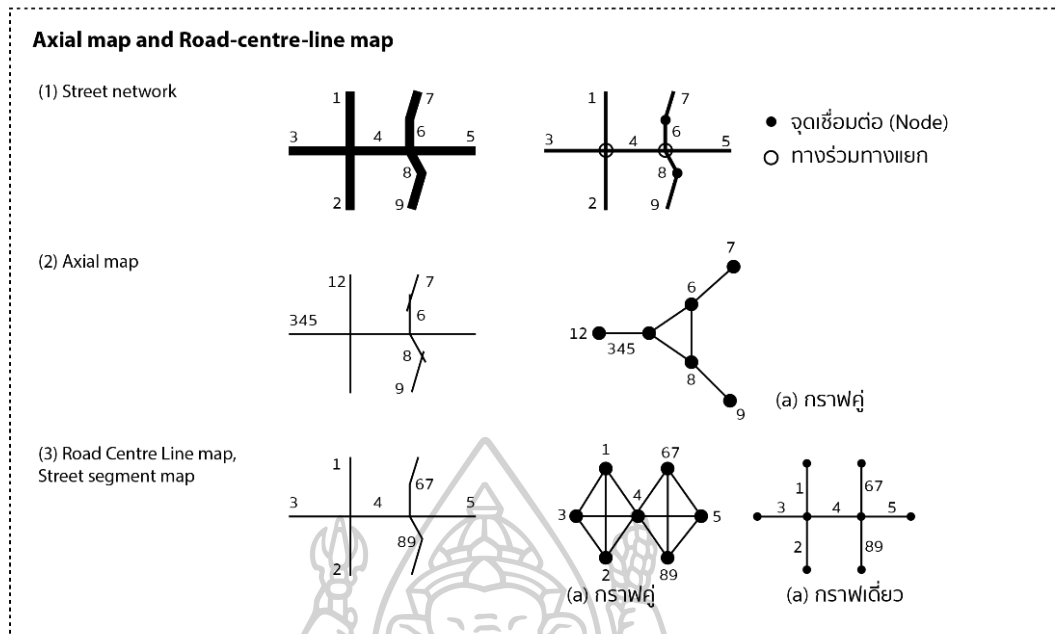 Axial map and Road-centre-line map
(1) Street network
1 7
3 4 6 5
8
2 9
1 7
3 4 6 5
8
2 9
จุดเชื่อมต่อ (Node)
ทางร่วมทางแยก
(2) Axial map
12 7
345 6
8
9
7
6
12 345
8
9
(a) กราฟคู่
(3) Road Centre Line map,
Street segment map
1 67
3 4 5
89
2
1 67
4
3 5
2 89
(a) กราฟคู่
1 67
3 4 5
2 89
(a) กราฟเดี่ยว